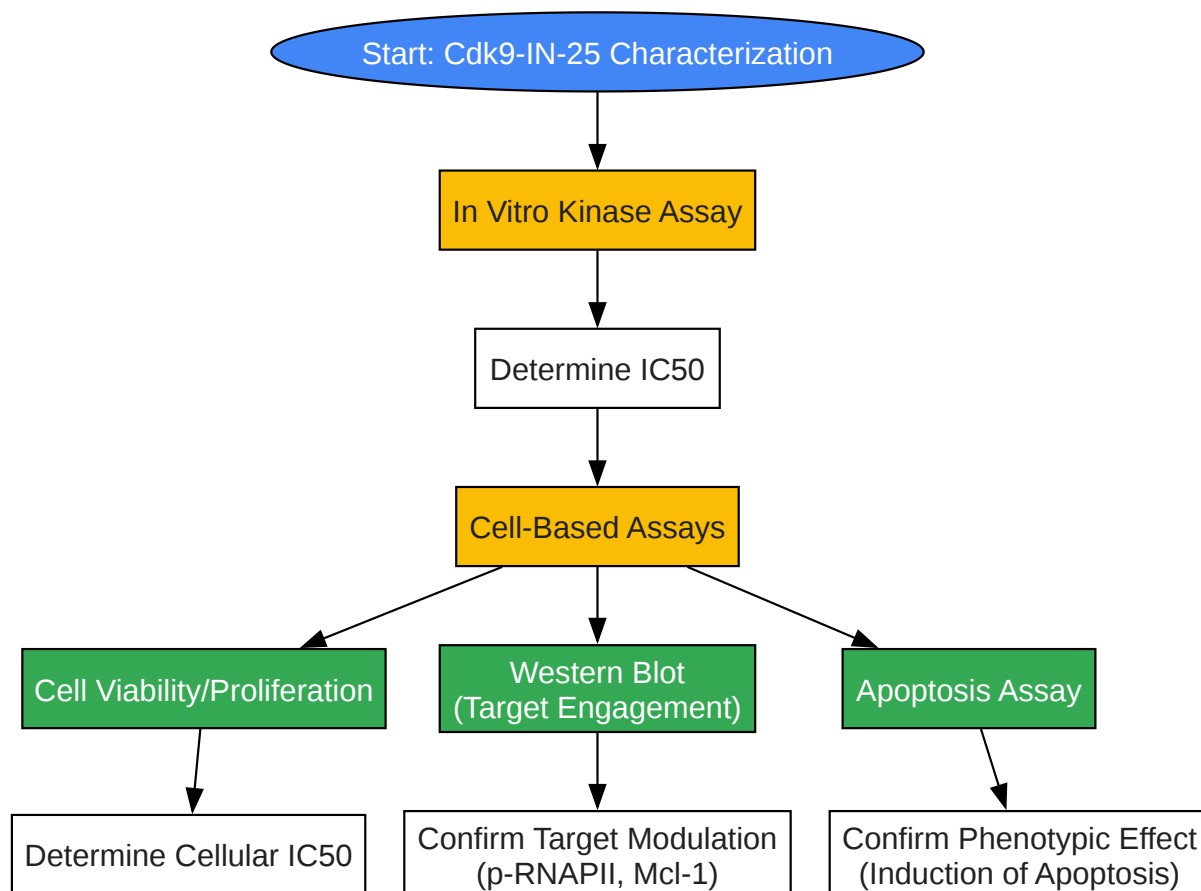 Start: Cdk9-IN-25 Characterization
In Vitro Kinase Assay
Determine IC50
Cell-Based Assays
Cell Viability/Proliferation
Western Blot
(Target Engagement)
Apoptosis Assay
Determine Cellular IC50
Confirm Target Modulation
(p-RNAPII, Mcl-1)
Confirm Phenotypic Effect
(Induction of Apoptosis)